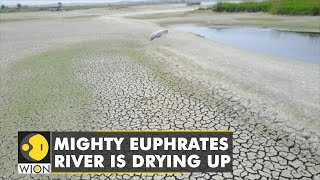 MIGHTY EUPHRATES
RIVER IS DRYING UP
WION